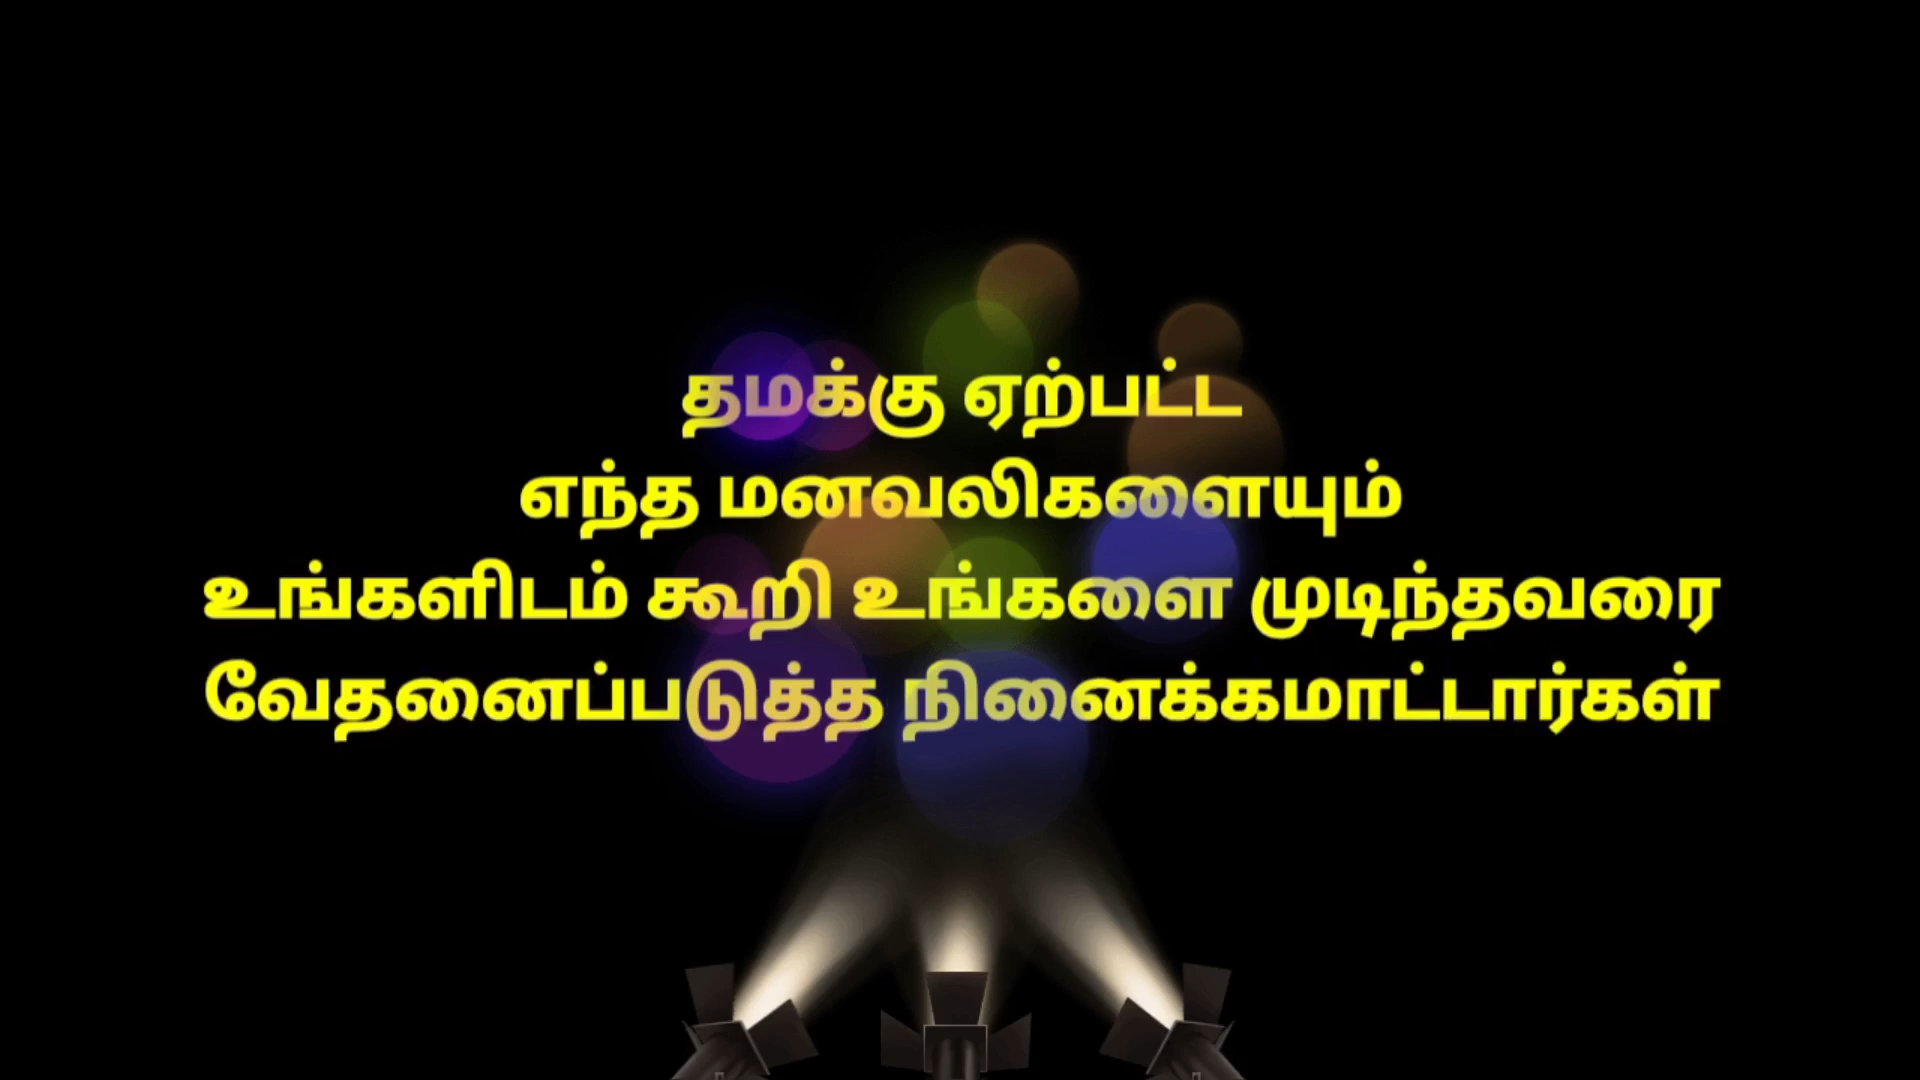 தமக்கு ஏற்பட்ட
எந்த மனவலிகளையும்
உங்களிடம் கூறி உங்களை முடிந்தவரை
வேதனைப்படுத்த நினைக்கமாட்டார்கள்